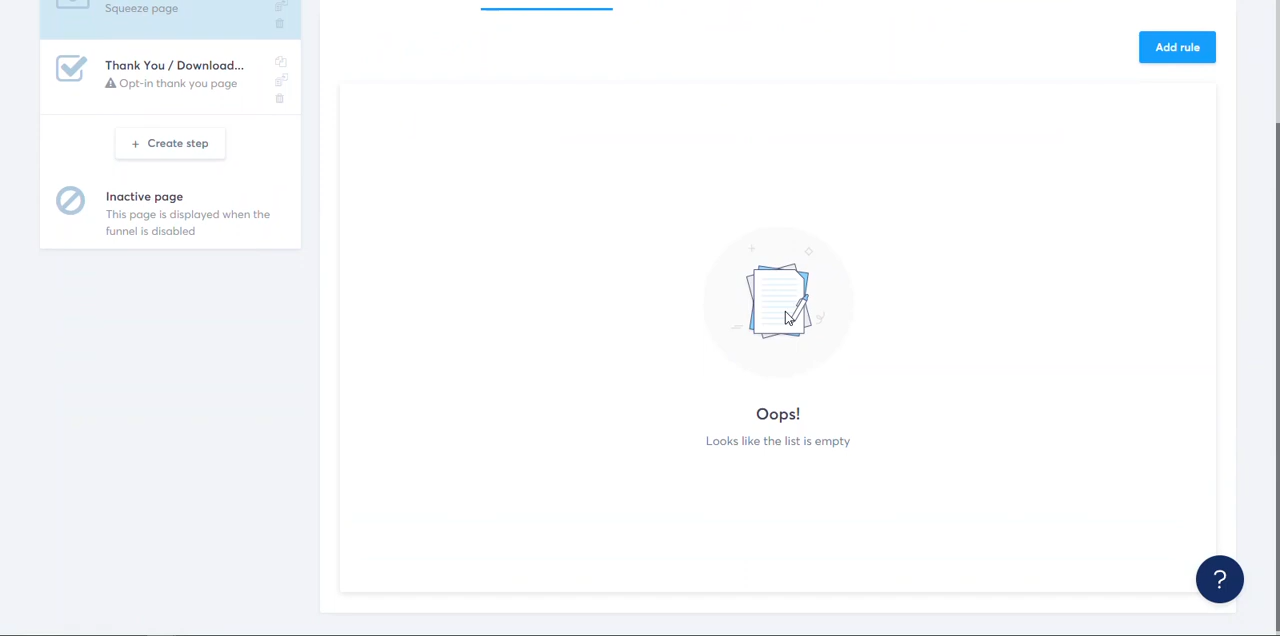 Squeeze page
Thank You / Download...
Opt-in thank you page
+ Create step
Inactive page
This page is displayed when the
funnel is disabled
Add rule
Oops!
Looks like the list is empty
?